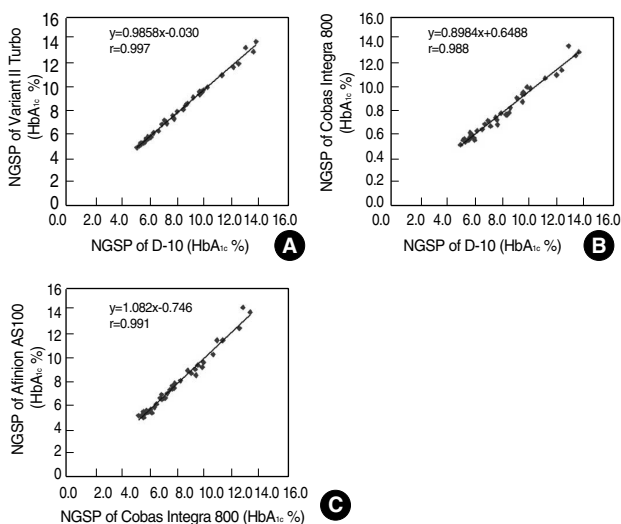 NGSP of Variant II Turbo
(HbA1c %)
16
14
12
10
8
6
4
2
0
y=0.9858x-0.030
r=0.997
0.0 2.0 4.0 6.0 8.0 10.0 12.0 14.0 16.0
NGSP of D-10 (HbA1c %)
A
NGSP of Cobas Integra 800
(HbA1c %)
16.0
14.0
12.0
10.0
0.8
0.6
0.4
0.2
0.0
y=0.8984x+0.6488
r=0.988
0.0 2.0 4.0 6.0 8.0 10.0 12.0 14.0 16.0
NGSP of D-10 (HbA1c %)
B
NGSP of Afinion AS100
(HbA1c %)
16
14
12
10
8
6
4
2
0
y=1.082x-0.746
r=0.991
0.0 2.0 4.0 6.0 8.0 10.0 12.0 14.0 16.0
NGSP of Cobas Integra 800 (HbA1c %)
C